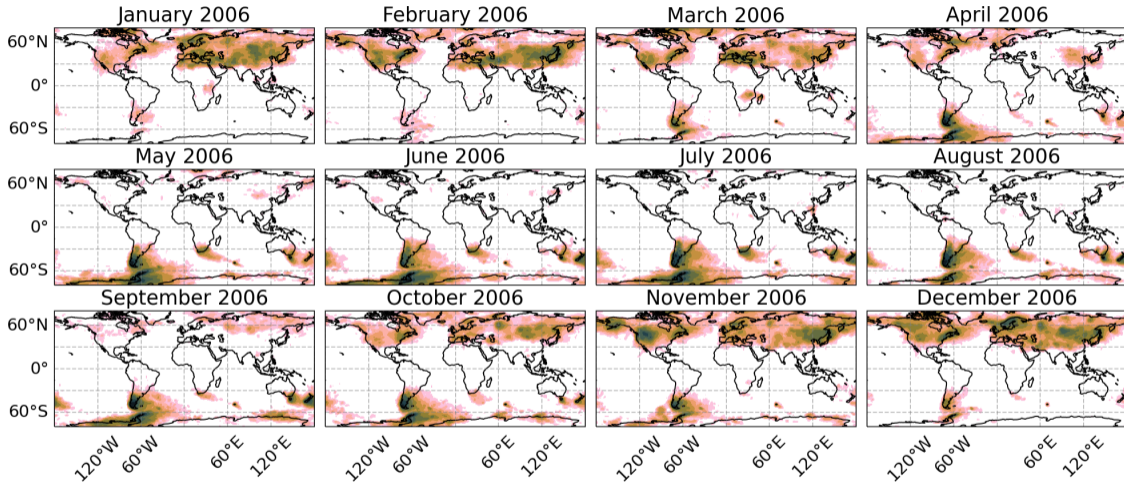 January 2006 February 2006 March 2006 April 2006
60°N
0°
60°S
May 2006 June 2006 July 2006 August 2006
60°N
0°
60°S
September 2006 October 2006 November 2006 December 2006
60°N
0°
60°S
120°W 60°W 60°E 120°E 120°W 60°W 60°E 120°E 120°W 60°W 60°E 120°E 120°W 60°W 60°E 120°E